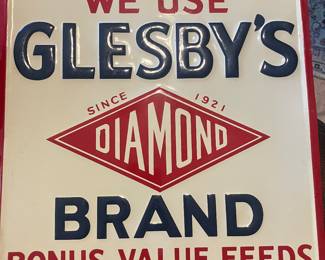 WE USE
GLESBY'S
SINCE 1921
DIAMOND
BRAND
BONUS VALUE FEEDS